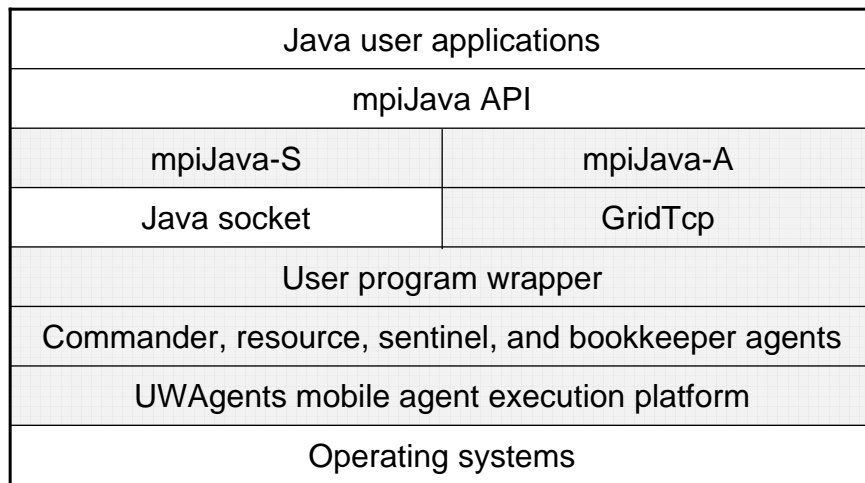 Java user applications
mpiJava API
mpiJava-S
mpiJava-A
Java socket
GridTcp
User program wrapper
Commander, resource, sentinel, and bookkeeper agents
UWAgents mobile agent execution platform
Operating systems